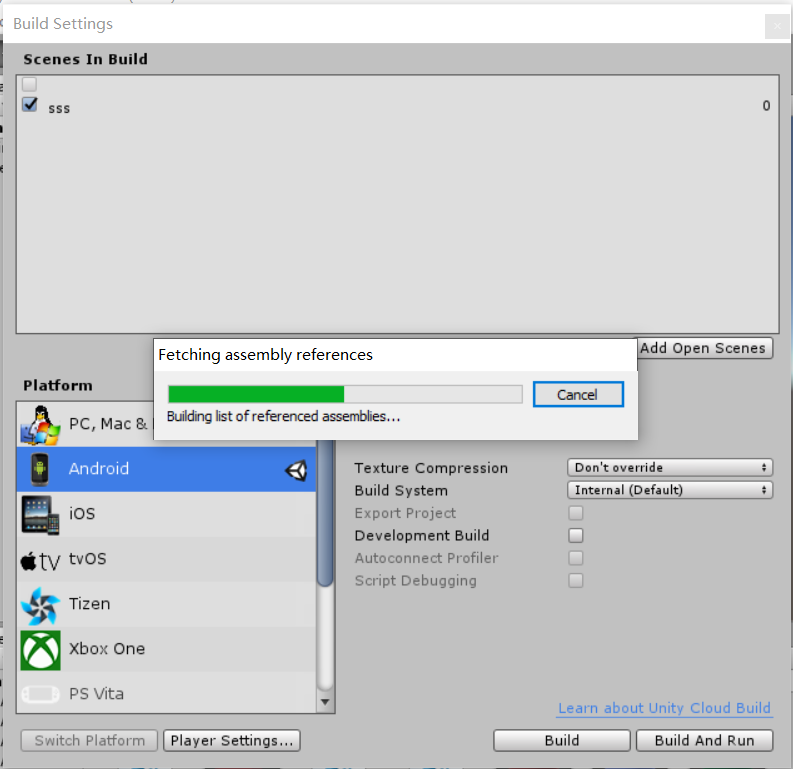 Build Settings
Scenes In Build
sss 0
Add Open Scenes
Fetching assembly references
Cancel
Building list of referenced assemblies...
Platform
PC, Mac &
Android
iOS
tv tvOS
Tizen
Xbox One
PS Vita
Texture Compression Don't override
Build System Internal (Default)
Export Project
Development Build
Autoconnect Profiler
Script Debugging
Learn about Unity Cloud Build
Switch Platform Player Settings... Build Build And Run